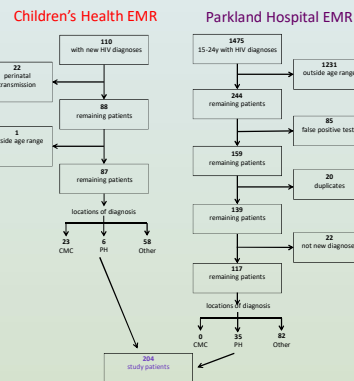 Children's Health EMR
110
with new HIV diagnoses
22
perinatal
transmission
88
remaining patients
1
side age range
87
remaining patients
locations of diagnosis
23
CMC
6
PH
58
Other
Parkland Hospital EMR
1475
15-24y with HIV diagnoses
1231
outside age range
244
remaining patients
85
false positive test
159
remaining patients
20
duplicates
139
remaining patients
22
not new diagnose
117
remaining patients
locations of diagnosis
0
CMC
35
PH
82
Other
204
study patients